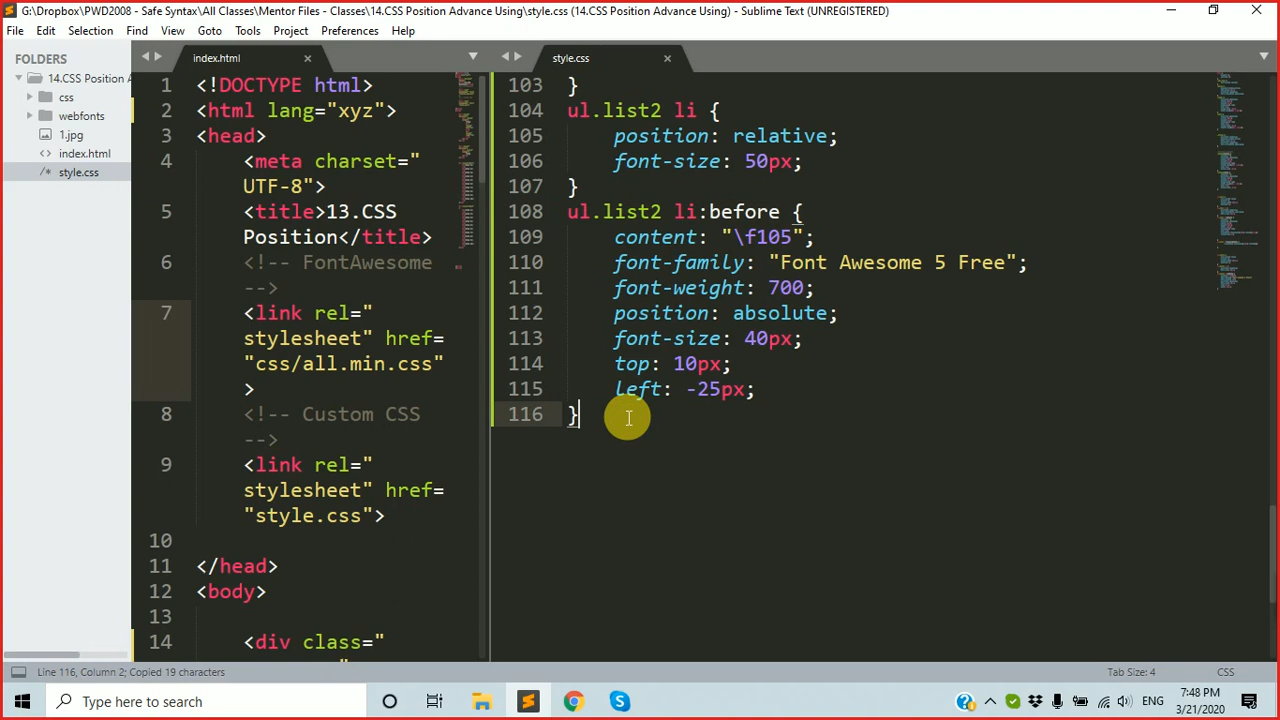 G:\Dropbox\PWD2008 - Safe Syntax\All Classes\Mentor Files - Classes\14.CSS Position Advance Using\style.css (14.CSS Position Advance Using) - Sublime Text (UNREGISTERED)
File Edit Selection Find View Goto Tools Project Preferences Help
FOLDERS
14.CSS Position A
css
webfonts
1.jpg
index.html
style.css
index.html
1 <!DOCTYPE html>
2 <html lang="xyz">
3 <head>
4 <meta charset="
UTF-8">
5 <title>13.CSS
Position</title>
6 <!-- FontAwesome
-->
7 <link rel="
stylesheet" href=
"css/all.min.css"
>
8 <!-- Custom CSS
-->
9 <link rel="
stylesheet" href=
"style.css">
10
11 </head>
12 <body>
13
14 <div class="
style.css
103 }
104 ul.list2 li {
105 position: relative;
106 font-size: 50px;
107 }
108 ul.list2 li:before {
109 content: "\f105";
110 font-family: "Font Awesome 5 Free";
111 font-weight: 700;
112 position: absolute;
113 font-size: 40px;
114 top: 10px;
115 left: -25px;
116 }
Line 116, Column 2; Copied 19 characters
Tab Size: 4
CSS
Type here to search
ENG
7:48 PM
3/21/2020